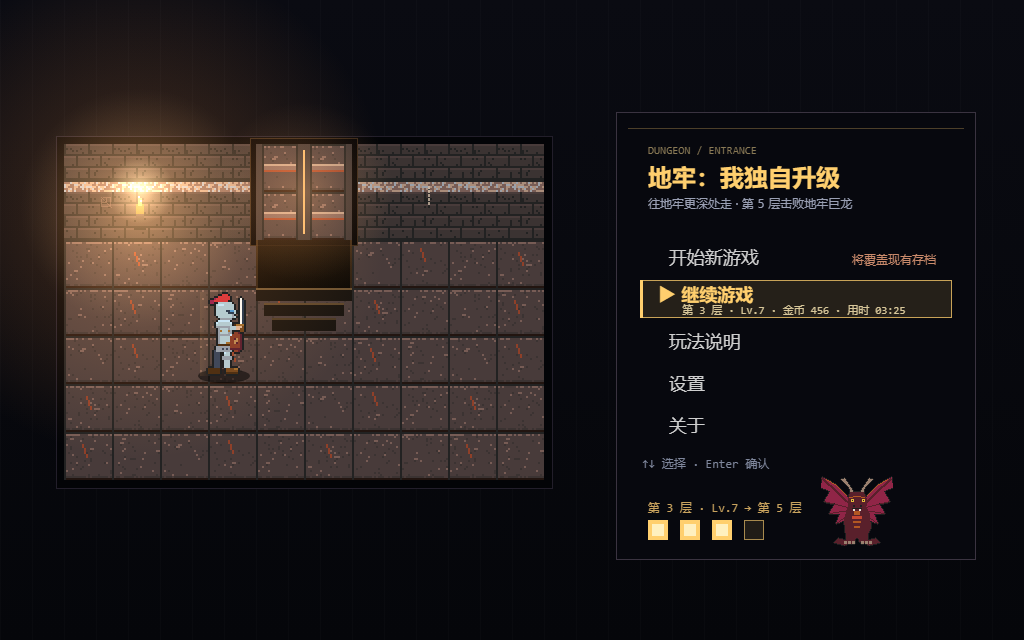 DUNGEON / ENTRANCE
地牢：我独自升级
往地牢更深处走 · 第 5 层击败地牢巨龙
开始新游戏 将覆盖现有存档
▶ 继续游戏
第 3 层 · Lv.7 · 金币 456 · 用时 03:25
玩法说明
设置
关于
↑↓ 选择 · Enter 确认
第 3 层 · Lv.7 → 第 5 层